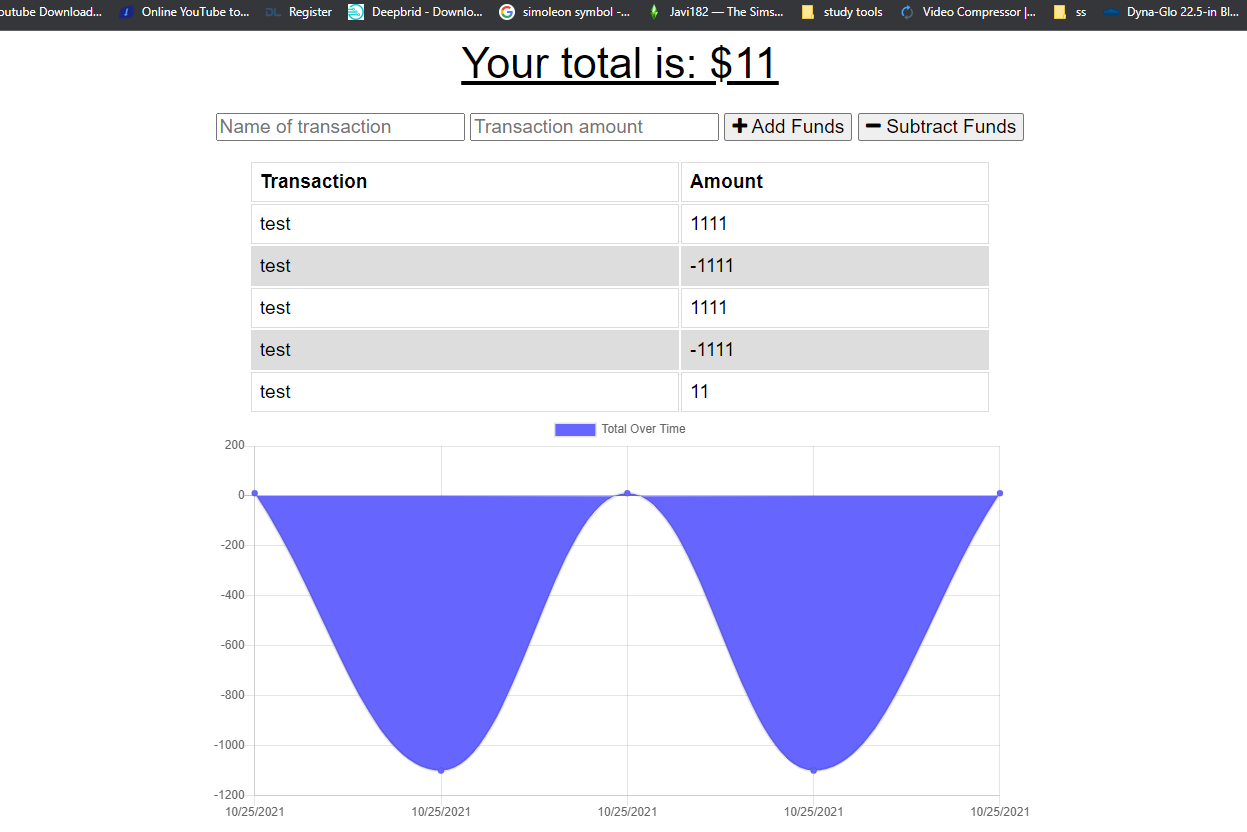 outube Download... Online YouTube to... DL Register Deepbrid - Downlo... simoleon symbol -... Javi182 — The Sims... study tools Video Compressor |... ss Dyna-Glo 22.5-in Bl...
Your total is: $11
Name of transaction Transaction amount Add Funds Subtract Funds
Transaction Amount
test 1111
test -1111
test 1111
test -1111
test 11
Total Over Time
200
0
-200
-400
-600
-800
-1000
-1200
10/25/2021 10/25/2021 10/25/2021 10/25/2021 10/25/2021